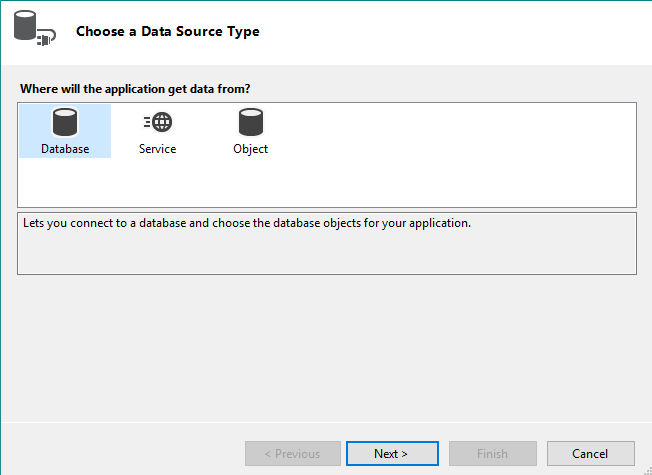 Choose a Data Source Type
Where will the application get data from?
Database Service Object
Lets you connect to a database and choose the database objects for your application.
< Previous Next > Finish Cancel